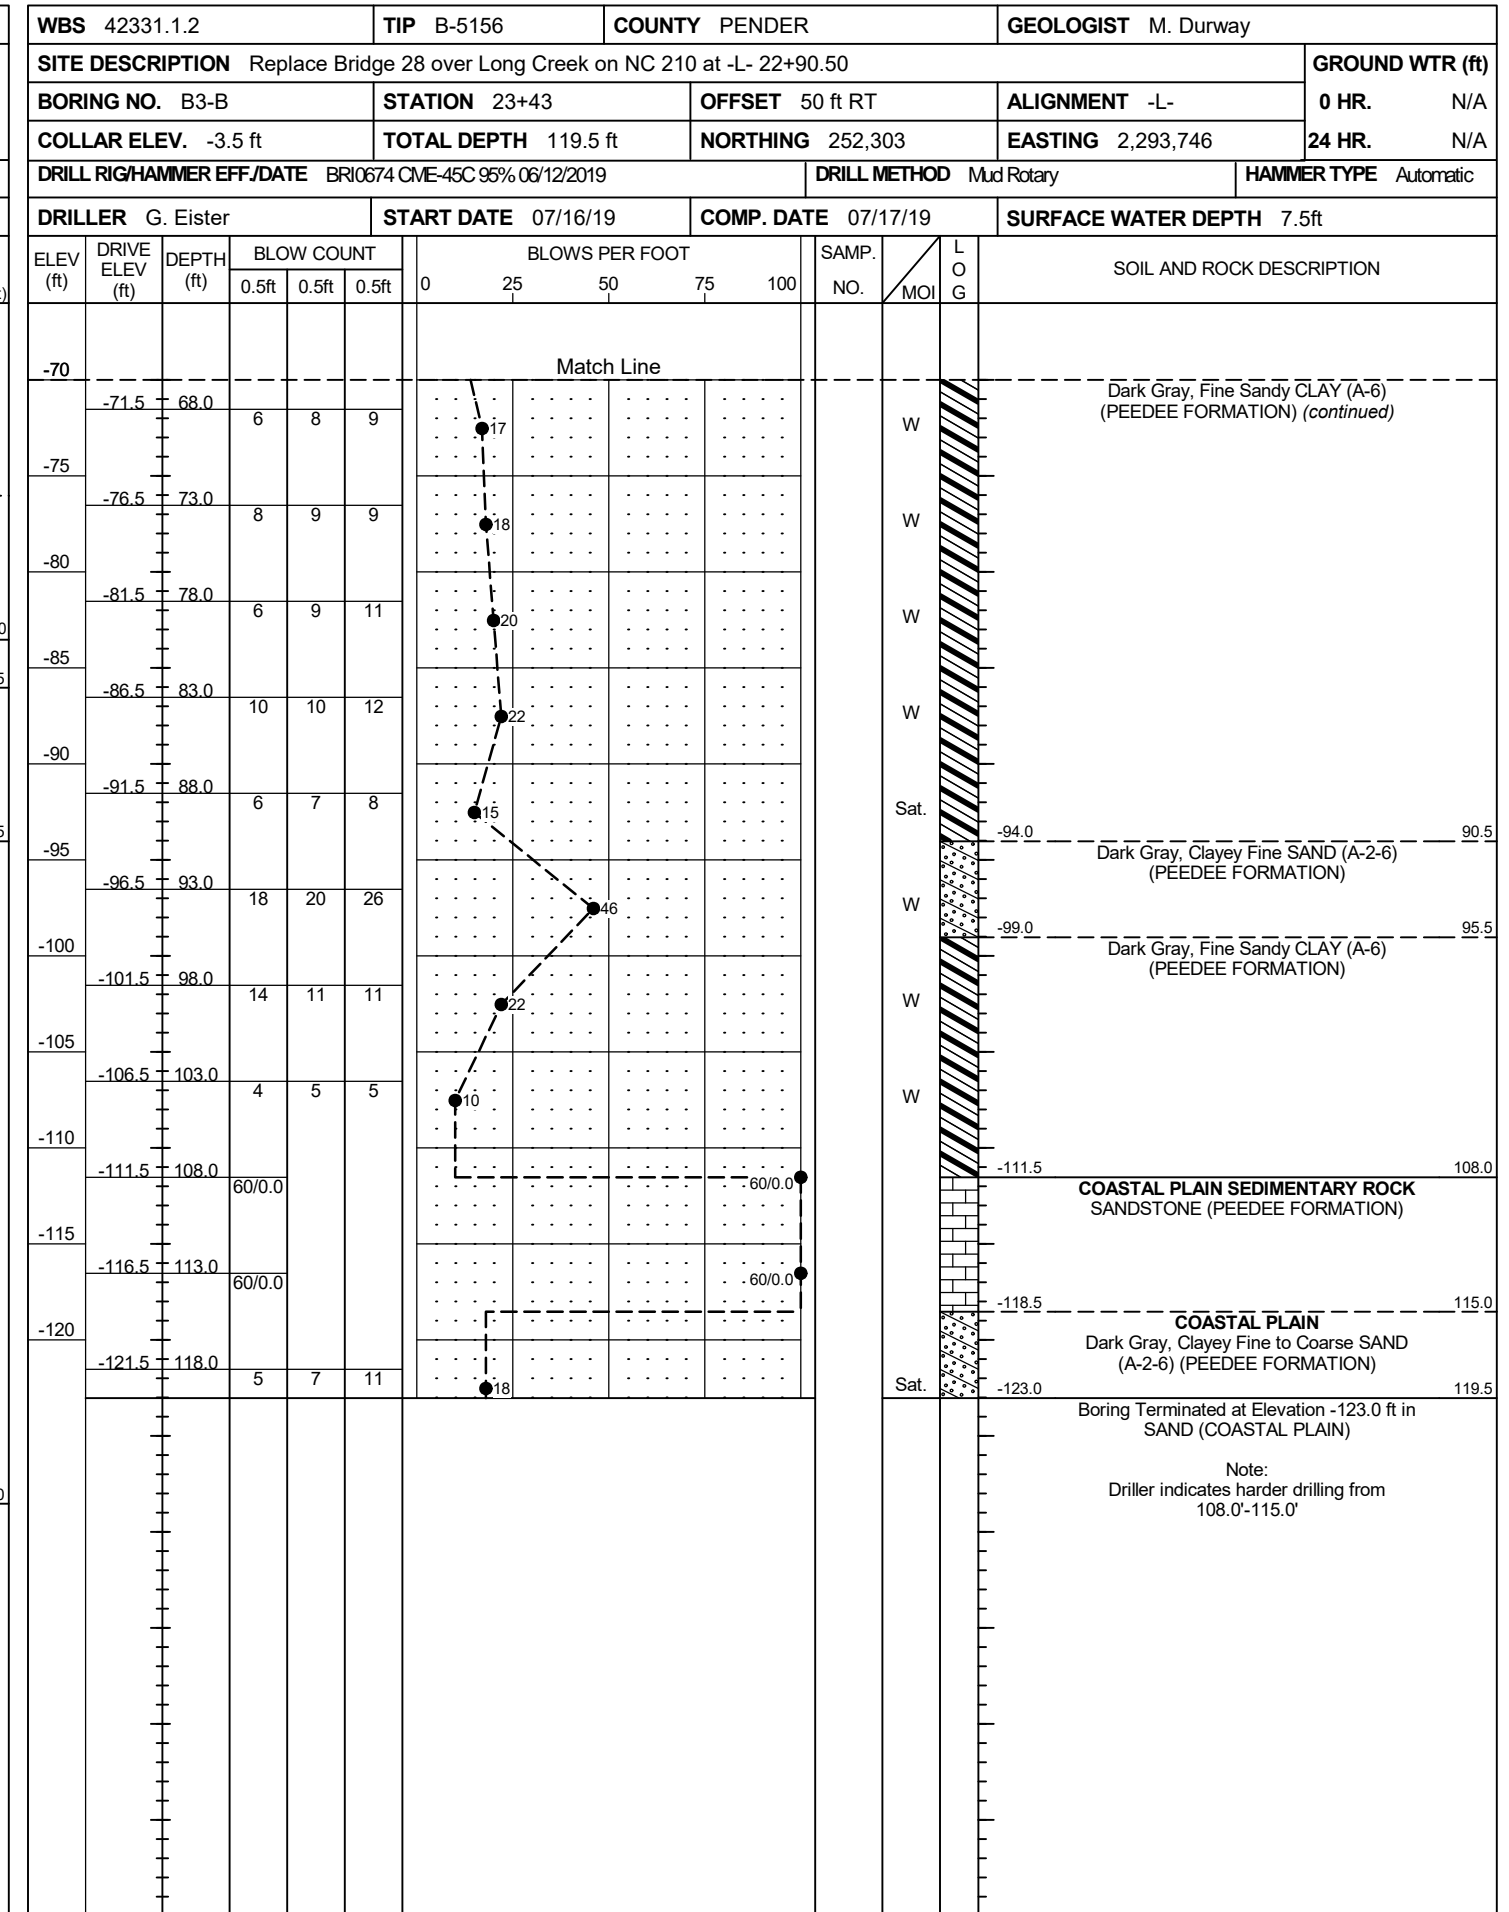 WBS 42331.1.2 TIP B-5156 COUNTY PENDER GEOLOGIST M. Durway
SITE DESCRIPTION Replace Bridge 28 over Long Creek on NC 210 at -L- 22+90.50 GROUND WTR (ft)
BORING NO. B3-B STATION 23+43 OFFSET 50 ft RT ALIGNMENT -L- 0 HR. N/A
COLLAR ELEV. -3.5 ft TOTAL DEPTH 119.5 ft NORTHING 252,303 EASTING 2,293,746 24 HR. N/A
DRILL RIG/HAMMER EFF./DATE BRI0674 CME-45C 95% 06/12/2019 DRILL METHOD Mud Rotary HAMMER TYPE Automatic
DRILLER G. Eister START DATE 07/16/19 COMP. DATE 07/17/19 SURFACE WATER DEPTH 7.5ft
ELEV (ft) DRIVE ELEV (ft) DEPTH (ft) BLOW COUNT BLOWS PER FOOT SAMP. NO. MOI LOG SOIL AND ROCK DESCRIPTION
0.5ft 0.5ft 0.5ft 0 25 50 75 100
Match Line
-70
Dark Gray, Fine Sandy CLAY (A-6)
(PEEDEE FORMATION) (continued)
-71.5 68.0 6 8 9 17 W
-75
-76.5 73.0 8 9 9 18 W
-80
-81.5 78.0 6 9 11 20 W
-85
-86.5 83.0 10 10 12 22 W
-90
-91.5 88.0 6 7 8 15 Sat.
-94.0 90.5
-95
Dark Gray, Clayey Fine SAND (A-2-6)
(PEEDEE FORMATION)
-96.5 93.0 18 20 26 46 W
-99.0 95.5
-100
Dark Gray, Fine Sandy CLAY (A-6)
(PEEDEE FORMATION)
-101.5 98.0 14 11 11 22 W
-105
-106.5 103.0 4 5 5 10 W
-110
-111.5 108.0 60/0.0 60/0.0 -111.5 108.0
COASTAL PLAIN SEDIMENTARY ROCK
SANDSTONE (PEEDEE FORMATION)
-115
-116.5 113.0 60/0.0 60/0.0
-118.5 115.0
-120
COASTAL PLAIN
Dark Gray, Clayey Fine to Coarse SAND
(A-2-6) (PEEDEE FORMATION)
-121.5 118.0 5 7 11 18 Sat.
-123.0 119.5
Boring Terminated at Elevation -123.0 ft in
SAND (COASTAL PLAIN)
Note:
Driller indicates harder drilling from
108.0'-115.0'